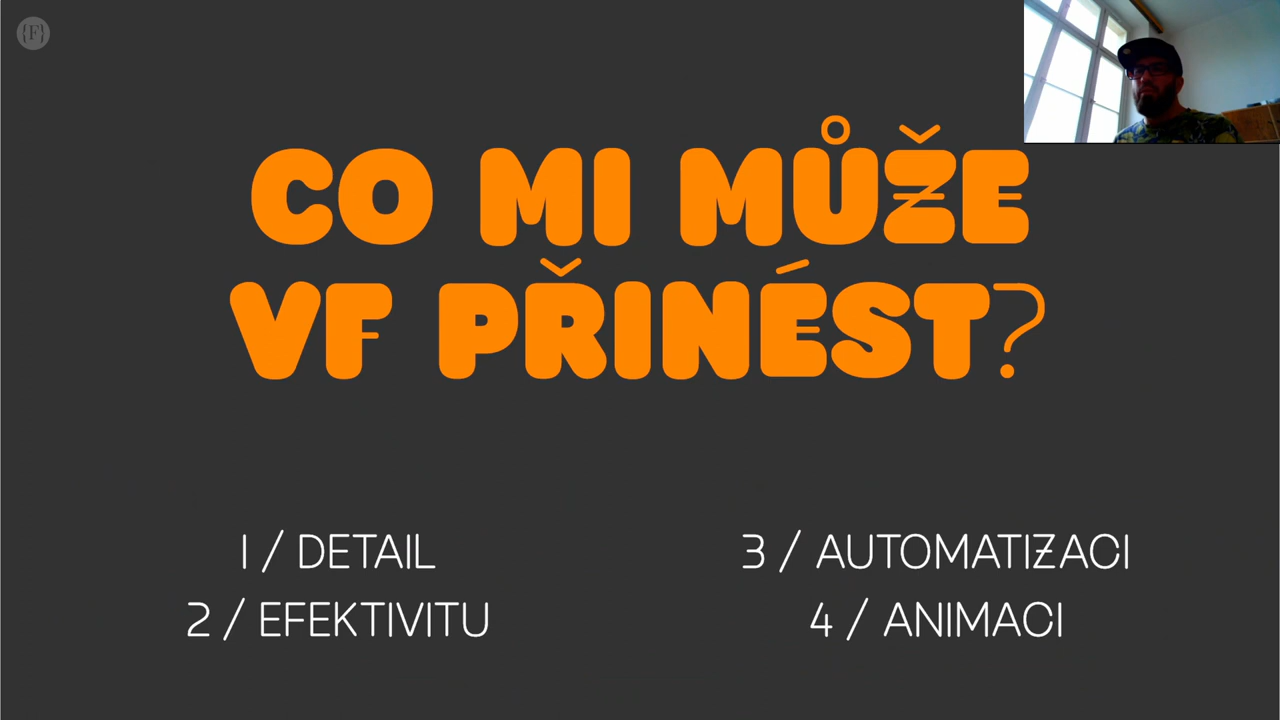 {F}
CO MI MŮŽE
VF PŘINÉST?
1 / DETAIL
2 / EFEKTIVITU
3 / AUTOMATIZACI
4 / ANIMACI